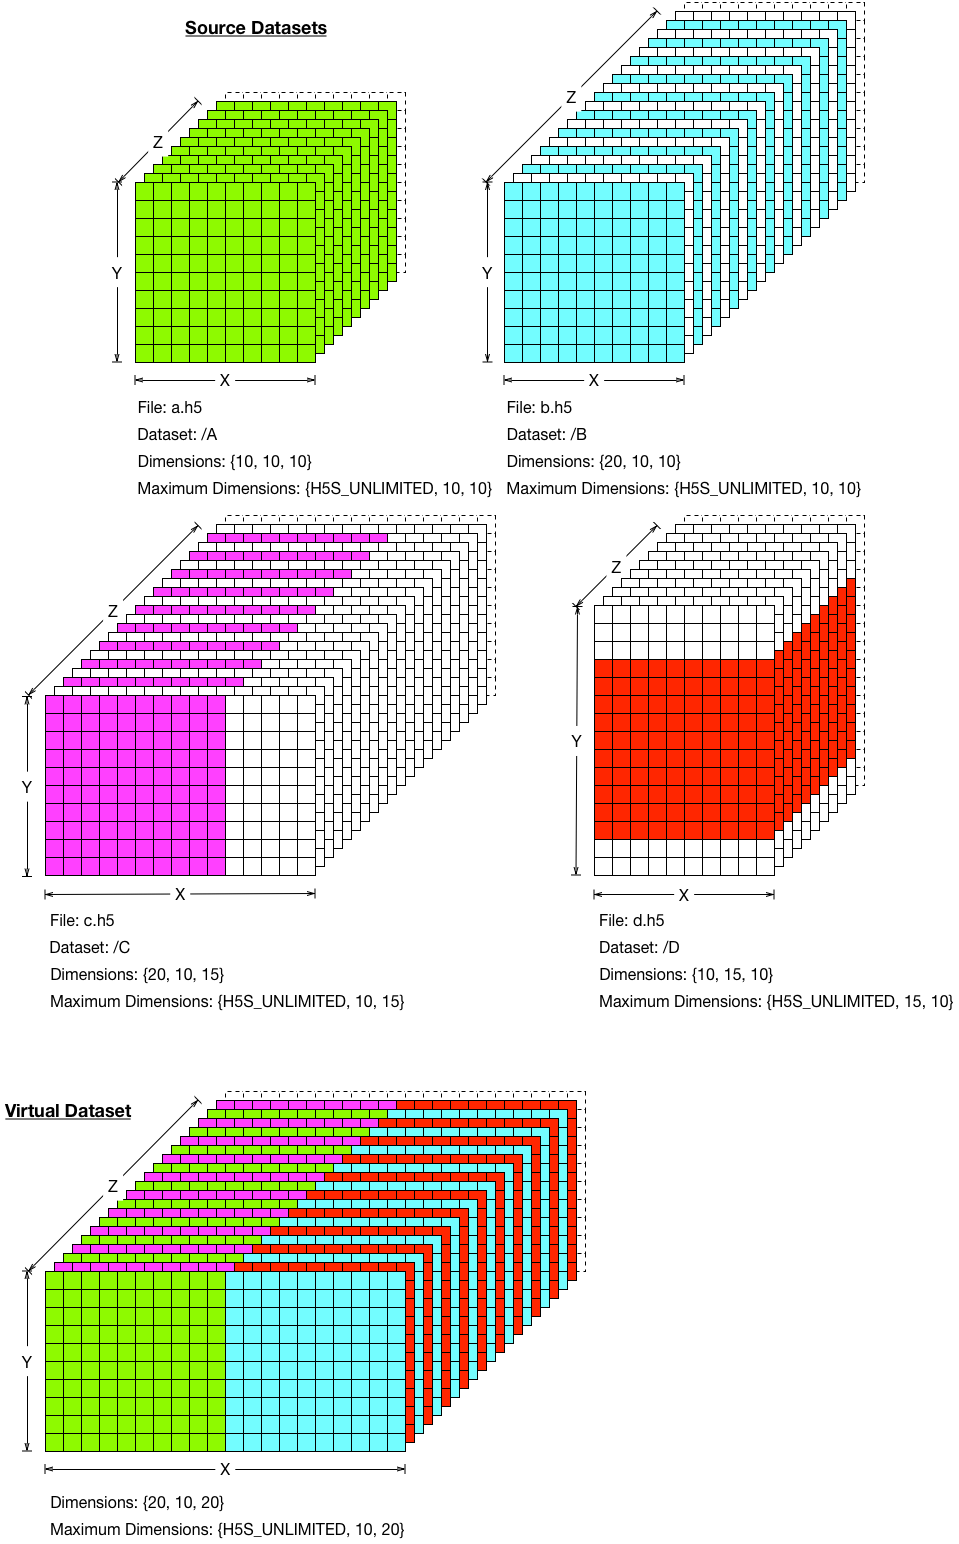 Source Datasets
Z
Y
X
File: a.h5
Dataset: /A
Dimensions: {10, 10, 10}
Maximum Dimensions: {H5S_UNLIMITED, 10, 10}
Z
Y
X
File: b.h5
Dataset: /B
Dimensions: {20, 10, 10}
Maximum Dimensions: {H5S_UNLIMITED, 10, 10}
Z
Y
X
File: c.h5
Dataset: /C
Dimensions: {20, 10, 15}
Maximum Dimensions: {H5S_UNLIMITED, 10, 15}
Z
Y
X
File: d.h5
Dataset: /D
Dimensions: {10, 15, 10}
Maximum Dimensions: {H5S_UNLIMITED, 15, 10}
Virtual Dataset
Z
Y
X
Dimensions: {20, 10, 20}
Maximum Dimensions: {H5S_UNLIMITED, 10, 20}